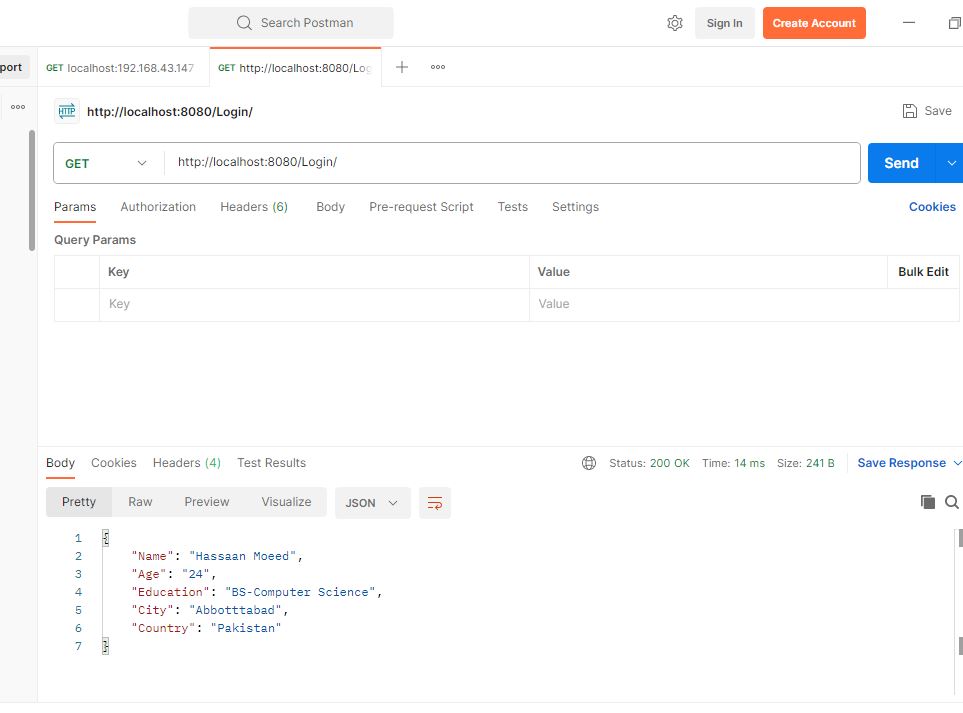 Search Postman
Sign In
Create Account
port
GET localhost:192.168.43.147
GET http://localhost:8080/Log
HTTP
http://localhost:8080/Login/
Save
GET
http://localhost:8080/Login/
Send
Params Authorization Headers (6) Body Pre-request Script Tests Settings Cookies
Query Params
Key Value Bulk Edit
Key Value
Body Cookies Headers (4) Test Results Status: 200 OK Time: 14 ms Size: 241 B Save Response
Pretty Raw Preview Visualize JSON
1 {
2 "Name": "Hassaan Moeed",
3 "Age": "24",
4 "Education": "BS-Computer Science",
5 "City": "Abbotttabad",
6 "Country": "Pakistan"
7 }